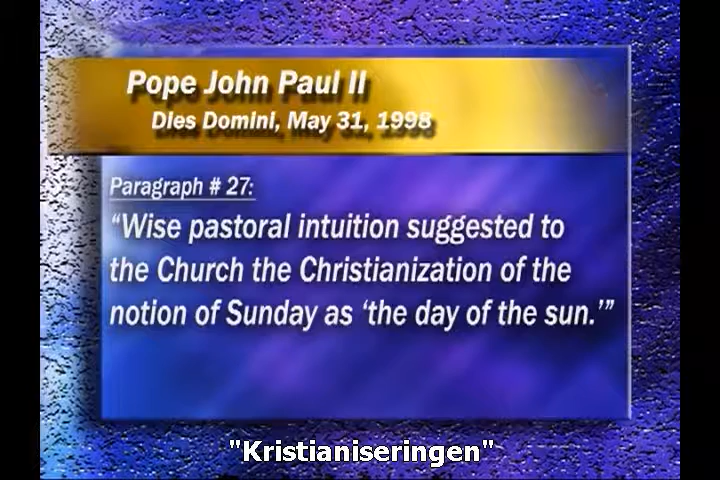 Pope John Paul II
Dies Domini, May 31, 1998
Paragraph # 27:
“Wise pastoral intuition suggested to
the Church the Christianization of the
notion of Sunday as ‘the day of the sun.’”
"Kristianiseringen"